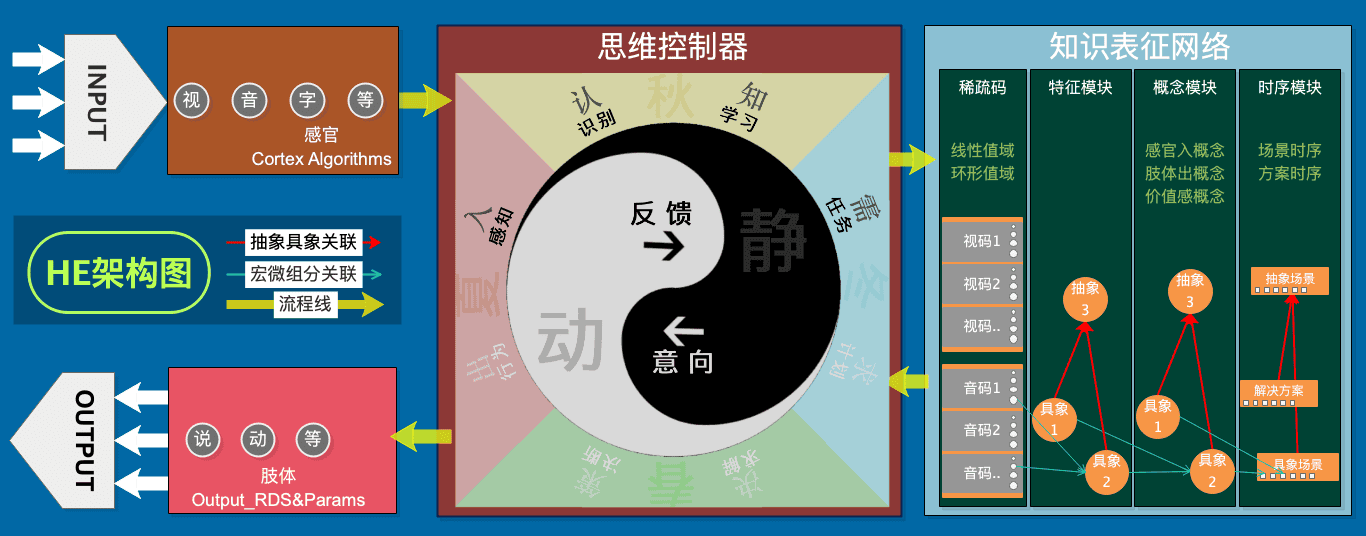 INPUT
视 音 字 等
感官
Cortex Algorithms
HE架构图
抽象具象关联
宏微组分关联
流程线
OUTPUT
说 动 等
肢体
Output_RDS&Params
思维控制器
秋
认
识别
知
学习
需
任务
冬
求
计划
决
求解
春
策
决断
出
行为
夏
入
感知
反馈
静
动
意向
知识表征网络
稀疏码
线性值域
环形值域
视码1
视码2
视码..
音码1
音码2
音码..
特征模块
抽象
3
具象
1
具象
2
概念模块
感官入概念
肢体出概念
价值感概念
抽象
3
具象
1
具象
2
时序模块
场景时序
方案时序
抽象场景
解决方案
具象场景